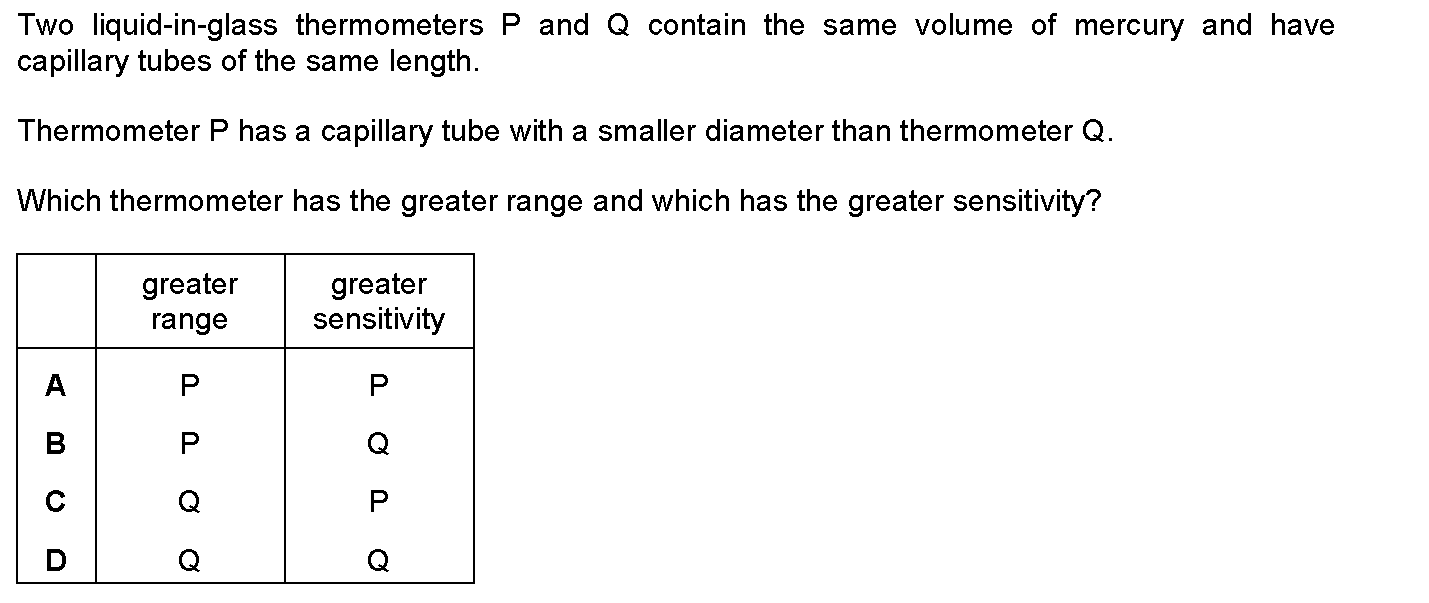 Two liquid-in-glass thermometers P and Q contain the same volume of mercury and have
capillary tubes of the same length.
Thermometer P has a capillary tube with a smaller diameter than thermometer Q.
Which thermometer has the greater range and which has the greater sensitivity?
greater range greater sensitivity
A P P
B P Q
C Q P
D Q Q